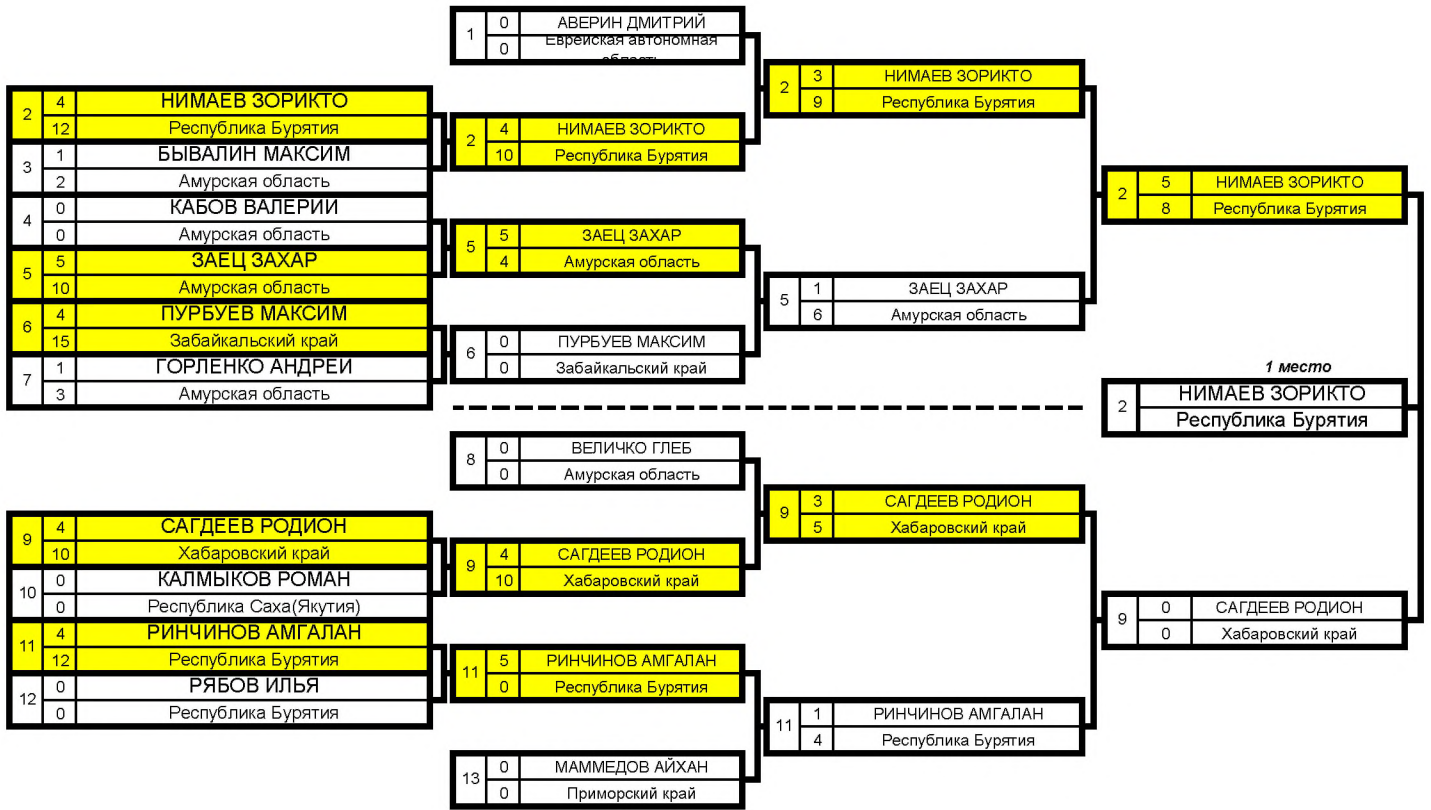 1 0 АВЕРИН ДМИТРИЙ
0 Еврейская автономная область
2 4 НИМАЕВ ЗОРИКТО
12 Республика Бурятия
3 1 БЫВАЛИН МАКСИМ
2 Амурская область
4 0 КАБОВ ВАЛЕРИИ
0 Амурская область
5 5 ЗАЕЦ ЗАХАР
10 Амурская область
6 4 ПУРБУЕВ МАКСИМ
15 Забайкальский край
7 1 ГОРЛЕНКО АНДРЕИ
3 Амурская область
2 4 НИМАЕВ ЗОРИКТО
10 Республика Бурятия
5 5 ЗАЕЦ ЗАХАР
4 Амурская область
6 0 ПУРБУЕВ МАКСИМ
0 Забайкальский край
2 3 НИМАЕВ ЗОРИКТО
9 Республика Бурятия
5 1 ЗАЕЦ ЗАХАР
6 Амурская область
2 5 НИМАЕВ ЗОРИКТО
8 Республика Бурятия
1 место
2 НИМАЕВ ЗОРИКТО
Республика Бурятия
8 0 ВЕЛИЧКО ГЛЕБ
0 Амурская область
9 4 САГДЕЕВ РОДИОН
10 Хабаровский край
10 0 КАЛМЫКОВ РОМАН
0 Республика Саха(Якутия)
11 4 РИНЧИНОВ АМГАЛАН
12 Республика Бурятия
12 0 РЯБОВ ИЛЬЯ
0 Республика Бурятия
9 4 САГДЕЕВ РОДИОН
10 Хабаровский край
11 5 РИНЧИНОВ АМГАЛАН
0 Республика Бурятия
13 0 МАММЕДОВ АЙХАН
0 Приморский край
9 3 САГДЕЕВ РОДИОН
5 Хабаровский край
11 1 РИНЧИНОВ АМГАЛАН
4 Республика Бурятия
9 0 САГДЕЕВ РОДИОН
0 Хабаровский край